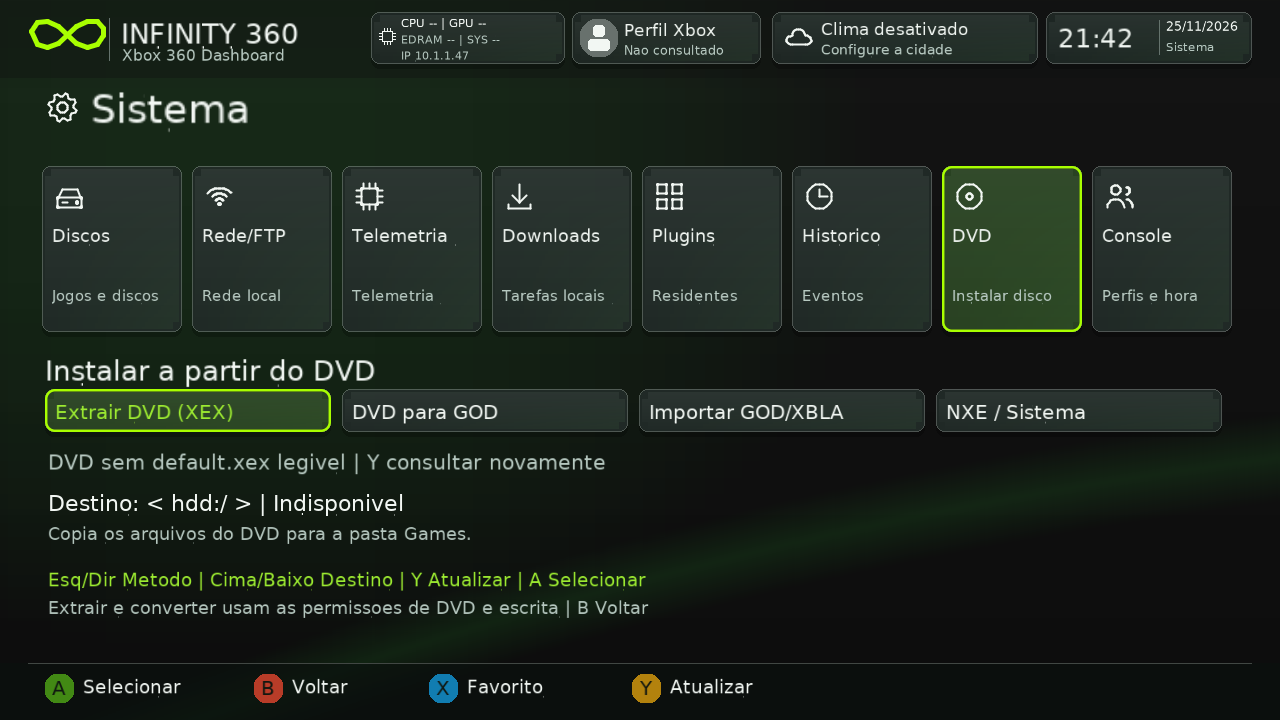 INFINITY 360
Xbox 360 Dashboard
CPU -- | GPU --
EDRAM -- | SYS --
IP 10.1.1.47
Perfil Xbox
Nao consultado
Clima desativado
Configure a cidade
21:42
25/11/2026
Sistema
Sistema
Discos
Jogos e discos
Rede/FTP
Rede local
Telemetria
Telemetria
Downloads
Tarefas locais
Plugins
Residentes
Historico
Eventos
DVD
Instalar disco
Console
Perfis e hora
Instalar a partir do DVD
Extrair DVD (XEX)
DVD para GOD
Importar GOD/XBLA
NXE / Sistema
DVD sem default.xex legivel | Y consultar novamente
Destino: < hdd:/ > | Indisponivel
Copia os arquivos do DVD para a pasta Games.
Esq/Dir Metodo | Cima/Baixo Destino | Y Atualizar | A Selecionar
Extrair e converter usam as permissoes de DVD e escrita | B Voltar
A Selecionar
B Voltar
X Favorito
Y Atualizar